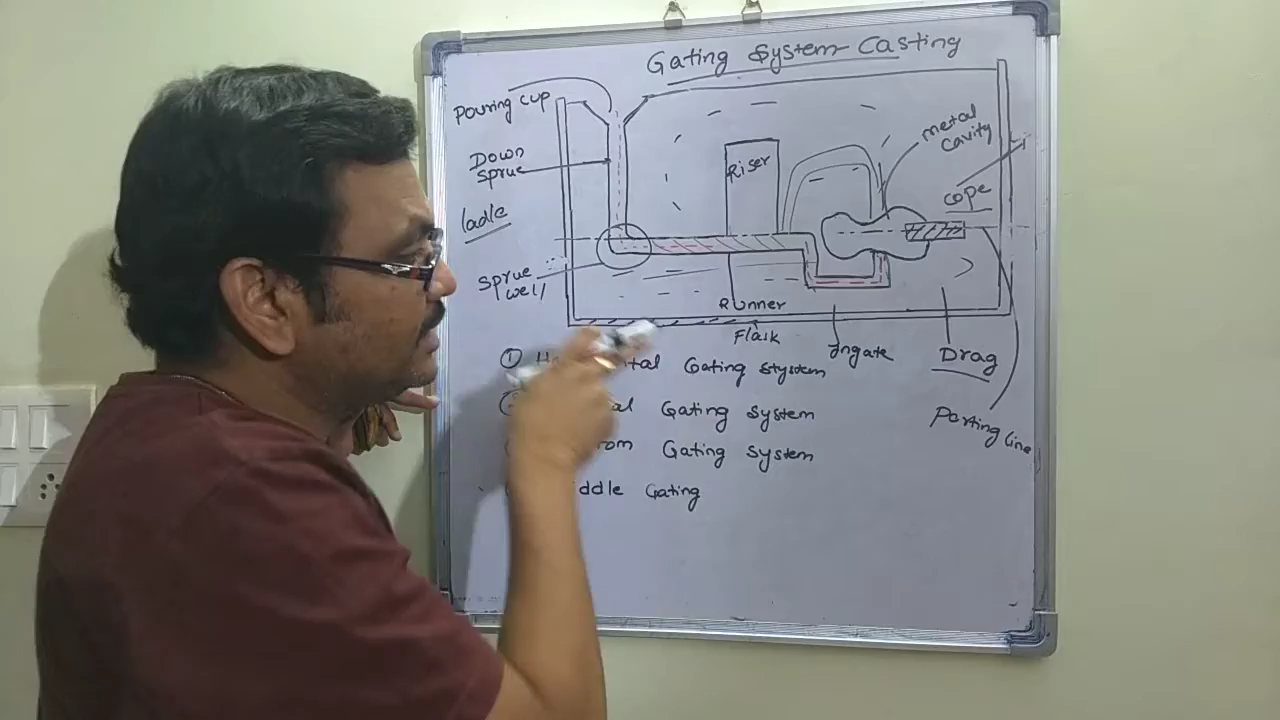 Gating System Casting
Pouring cup
Down
sprue
ladle
sprue
well
Riser
metal
cavity
cope
Runner
Flask
Ingate
Drag
Parting line
① Gating Stystem
Gating System
Gating System
Gating